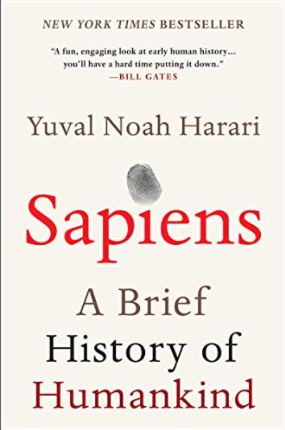 NEW YORK TIMES BESTSELLER
“A fun, engaging look at early human history...
you’ll have a hard time putting it down.”
—BILL GATES
Yuval Noah Harari
Sapiens
A Brief
History of
Humankind